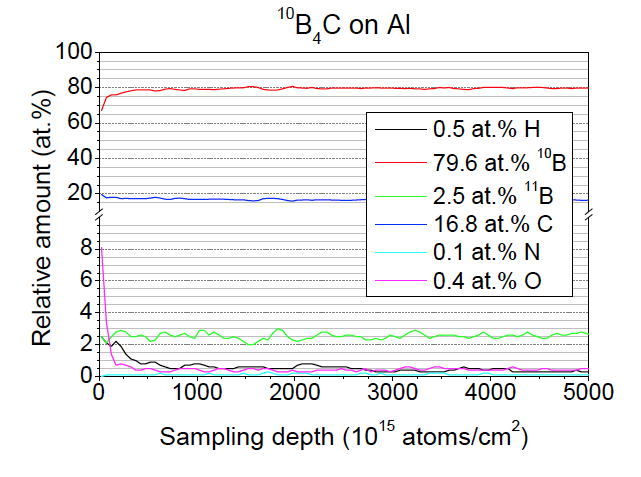 ¹⁰B₄C on Al
Relative amount (at.%)
100
80
60
40
20
8
6
4
2
0
0.5 at.% H
79.6 at.% ¹⁰B
2.5 at.% ¹¹B
16.8 at.% C
0.1 at.% N
0.4 at.% O
0 1000 2000 3000 4000 5000
Sampling depth (10¹⁵ atoms/cm²)